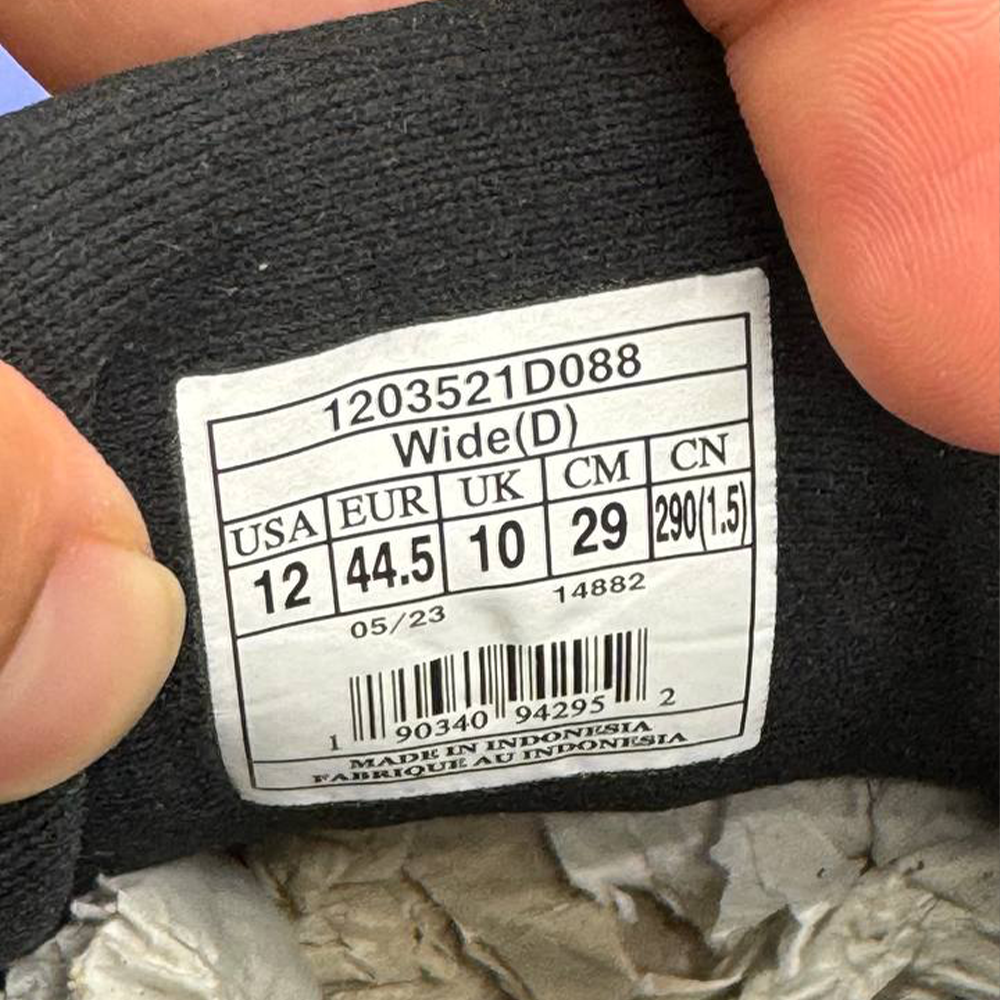 1203521D088
Wide(D)
USA EUR UK CM CN
12 44.5 10 29 290(1.5)
05/23 14882
1 90340 94295 2
MADE IN INDONESIA
FABRIQUE AU INDONESIA